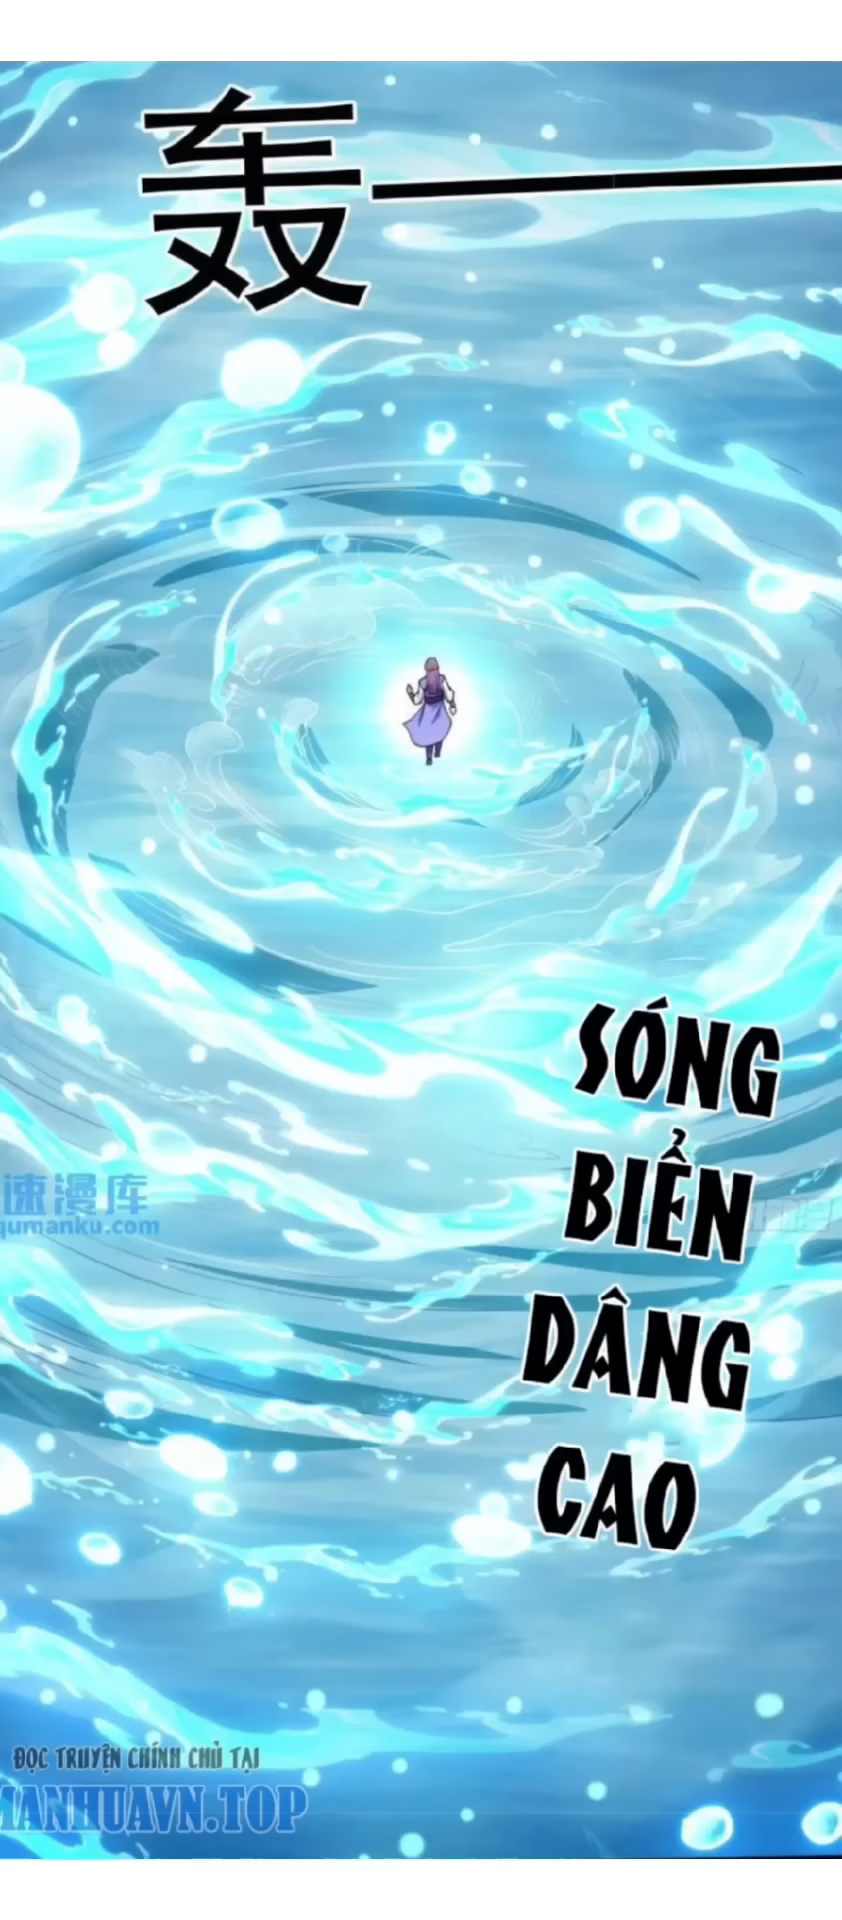 轰—
SÓNG
BIỂN
DÂNG
CAO
速漫库
qumanku.com
ĐỌC TRUYỆN CHÍNH CHỦ TẠI
MANHUAVN.TOP